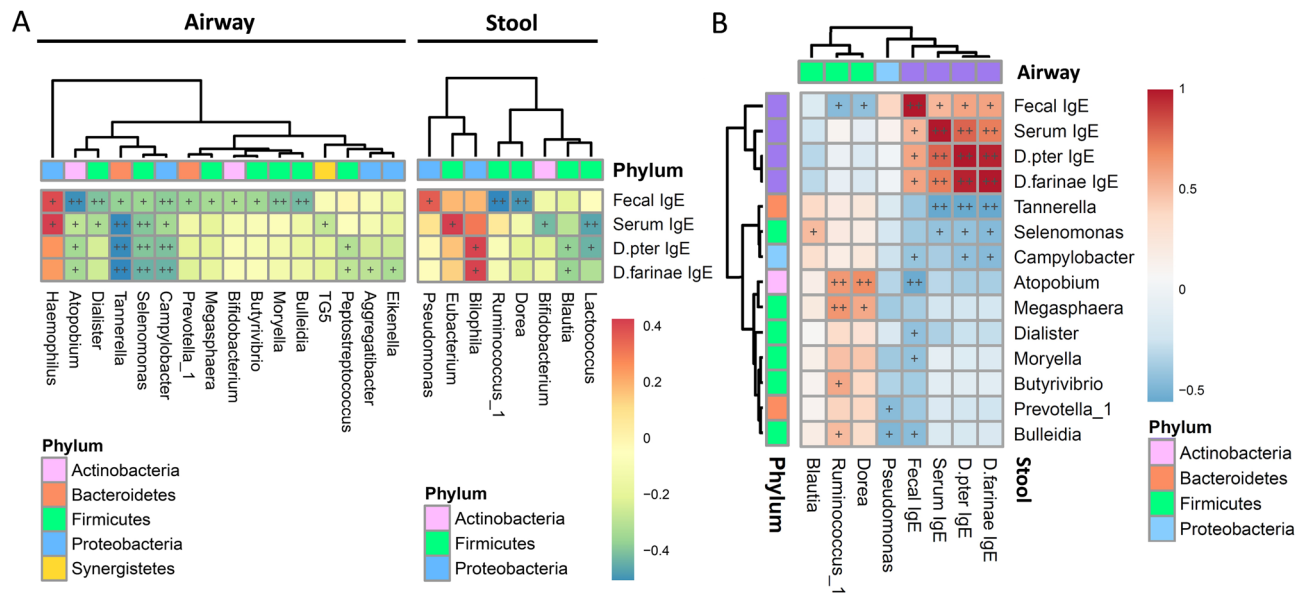 A
Airway
Stool
Phylum
Fecal IgE
Serum IgE
D.pter IgE
D.farinae IgE
+ ++ ++ + ++ ++ + + + + ++ ++
+ + + ++ ++ ++ +
+ ++ ++ ++ +
+ ++ ++ ++ + + +
+ ++ ++
+ + ++
+ + +
+ +
Haemophilus
Atopobium
Dialister
Tannerella
Selenomonas
Campylobacter
Prevotella_1
Megasphaera
Bifidobacterium
Butyrivibrio
Moryella
Bulleidia
TG5
Peptostreptococcus
Aggregatibacter
Eikenella
Pseudomonas
Eubacterium
Bilophila
Ruminococcus_1
Dorea
Bifidobacterium
Blautia
Lactococcus
0.4
0.2
0
−0.2
−0.4
Phylum
Actinobacteria
Bacteroidetes
Firmicutes
Proteobacteria
Synergistetes
Phylum
Actinobacteria
Firmicutes
Proteobacteria
B
Airway
Fecal IgE
Serum IgE
D.pter IgE
D.farinae IgE
Tannerella
Selenomonas
Campylobacter
Atopobium
Megasphaera
Dialister
Moryella
Butyrivibrio
Prevotella_1
Bulleidia
+ + ++ + + +
+ ++ ++ ++
+ ++ ++ ++
+ ++ ++ ++
++ ++ ++
+ + + +
+ + +
++ ++ ++
++ +
+
+
+
+
+ + +
Phylum
Blautia
Ruminococcus_1
Dorea
Pseudomonas
Fecal IgE
Serum IgE
D.pter IgE
D.farinae IgE
Stool
1
0.5
0
−0.5
Phylum
Actinobacteria
Bacteroidetes
Firmicutes
Proteobacteria